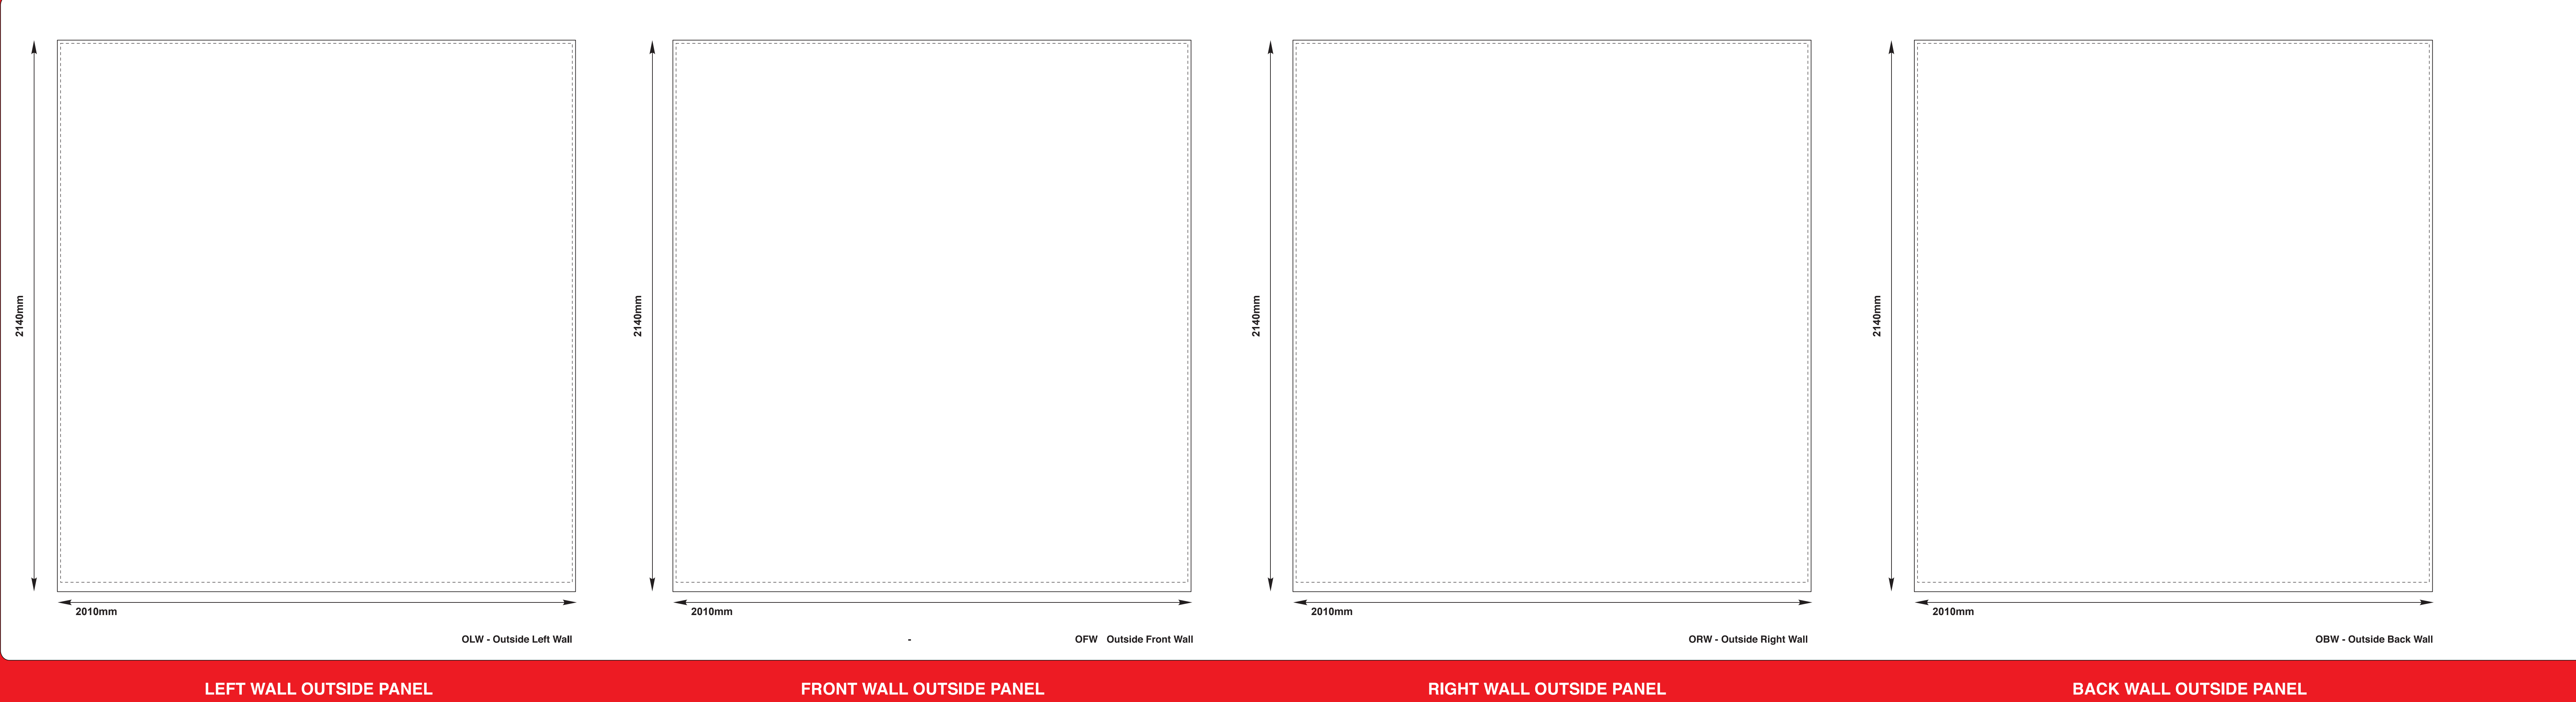 2140mm
2010mm
OLW - Outside Left Wall
LEFT WALL OUTSIDE PANEL
2140mm
2010mm
- OFW Outside Front Wall
FRONT WALL OUTSIDE PANEL
2140mm
2010mm
ORW - Outside Right Wall
RIGHT WALL OUTSIDE PANEL
2140mm
2010mm
OBW - Outside Back Wall
BACK WALL OUTSIDE PANEL